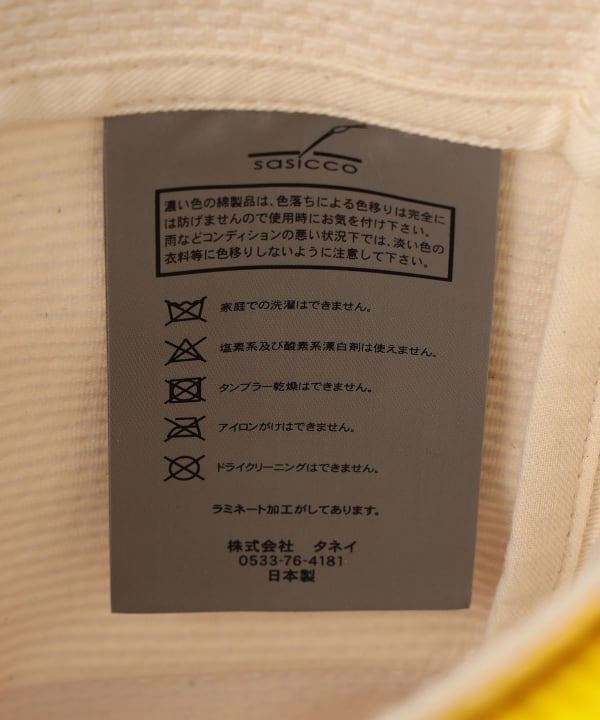 sasicco
濃い色の綿製品は、色落ちによる色移りは完全に
は防げませんので使用時にお気を付け下さい。
雨などコンディションの悪い状況下では、淡い色の
衣料等に色移りしないように注意して下さい。
家庭での洗濯はできません。
塩素系及び酸素系漂白剤は使えません。
タンブラー乾燥はできません。
アイロンがけはできません。
ドライクリーニングはできません。
ラミネート加工がしてあります。
株式会社 タネイ
0533-76-4181
日本製